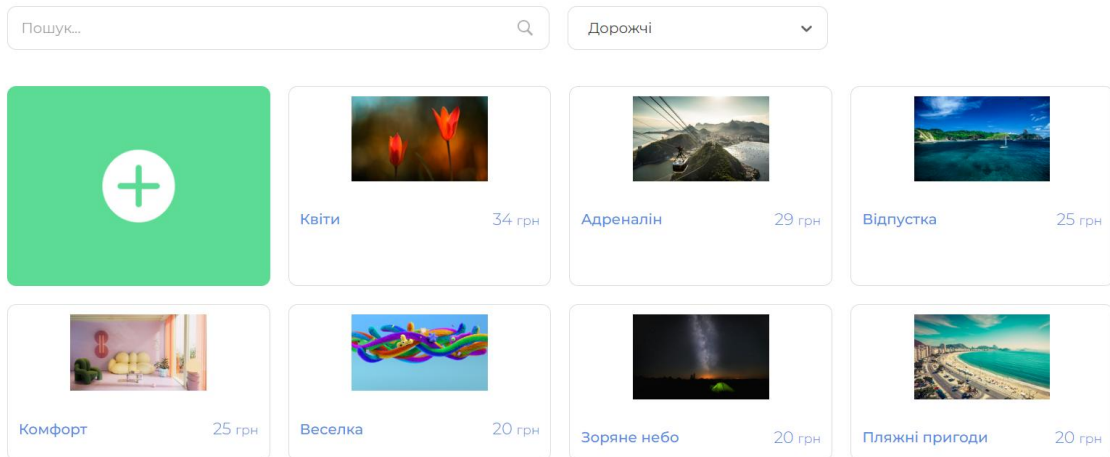 Пошук...
Дорожчі
Квіти 34 грн
Адреналін 29 грн
Відпустка 25 грн
Комфорт 25 грн
Веселка 20 грн
Зоряне небо 20 грн
Пляжні пригоди 20 грн